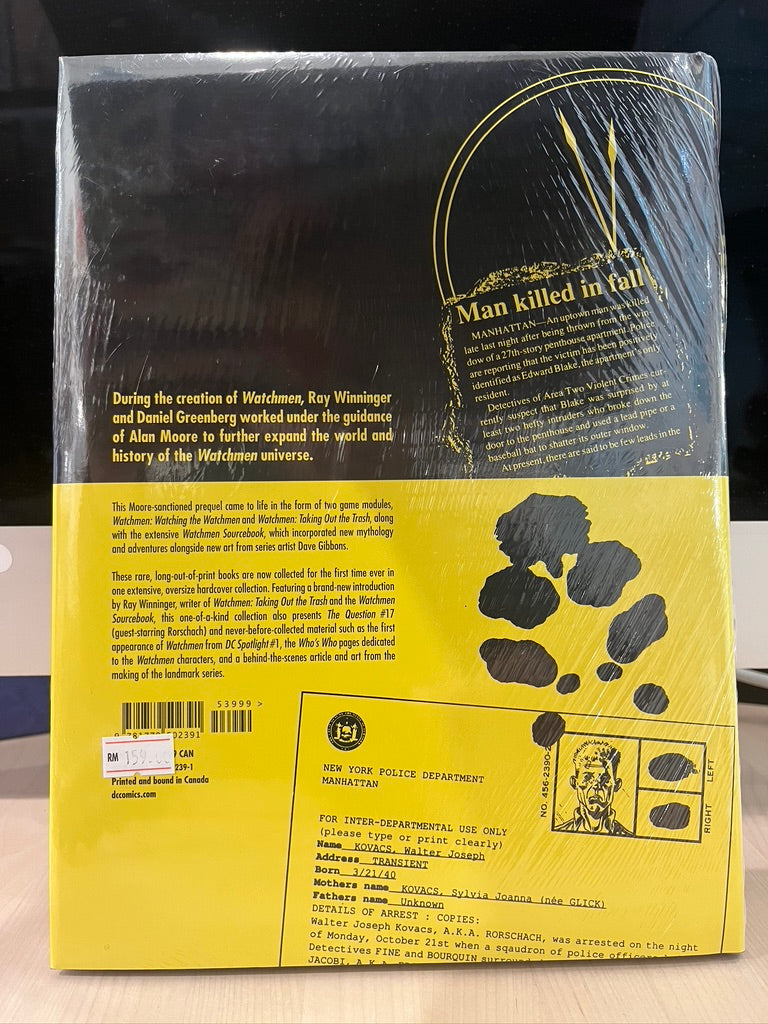 Man killed in fall
MANHATTAN—An uptown man was killed
late last night after being thrown from the win-
dow of a 27th-story penthouse apartment. Police
are reporting that the victim has been positively
identified as Edward Blake, the apartment's only
resident.
Detectives of Area Two Violent Crimes cur-
rently suspect that Blake was surprised by at
least two hefty intruders who broke down the
door to the penthouse and used a lead pipe or a
baseball bat to shatter its outer window.
At present, there are said to be few leads in the
During the creation of Watchmen, Ray Winninger
and Daniel Greenberg worked under the guidance
of Alan Moore to further expand the world and
history of the Watchmen universe.
This Moore-sanctioned prequel came to life in the form of two game modules,
Watchmen: Watching the Watchmen and Watchmen: Taking Out the Trash, along
with the extensive Watchmen Sourcebook, which incorporated new mythology
and adventures alongside new art from series artist Dave Gibbons.
These rare, long-out-of-print books are now collected for the first time ever in
one extensive, oversize hardcover collection. Featuring a brand-new introduction
by Ray Winninger, writer of Watchmen: Taking Out the Trash and the Watchmen
Sourcebook, this one-of-a-kind collection also presents The Question #17
(guest-starring Rorschach) and never-before-collected material such as the first
appearance of Watchmen from DC Spotlight #1, the Who's Who pages dedicated
to the Watchmen characters, and a behind-the-scenes article and art from the
making of the landmark series.
53999 >
02391
RM 159.00
9 CAN
239-1
Printed and bound in Canada
dccomics.com
NEW YORK POLICE DEPARTMENT
MANHATTAN
NO. 456-2390-2
LEFT
RIGHT
FOR INTER-DEPARTMENTAL USE ONLY
(please type or print clearly)
Name KOVACS, Walter Joseph
Address TRANSIENT
Born 3/21/40
Mothers name KOVACS, Sylvia Joanna (née GLICK)
Fathers name Unknown
DETAILS OF ARREST : COPIES:
Walter Joseph Kovacs, A.K.A. RORSCHACH, was arrested on the night
of Monday, October 21st when a sqaudron of police officers
Detectives FINE and BOURQUIN
JACOBI, A.K.A.